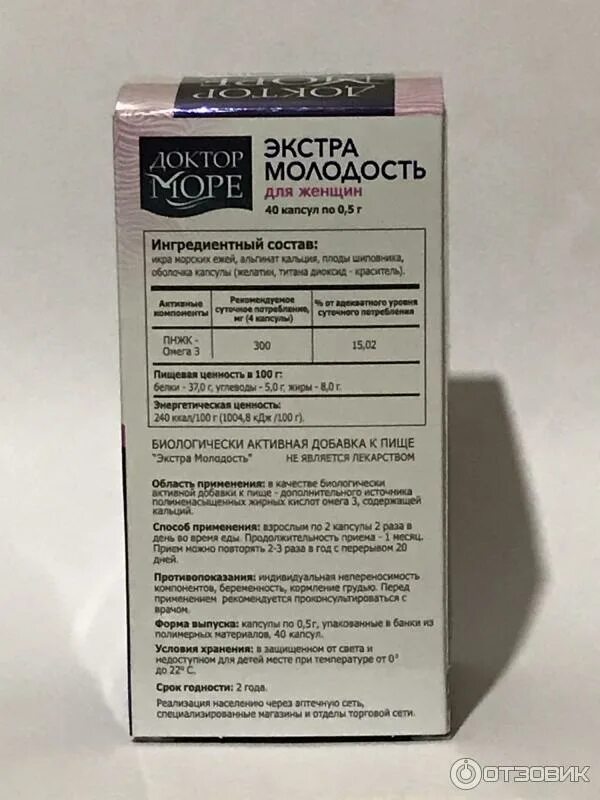 ДОКТОР
МОРЕ
ДОКТОР
МОРЕ
ЭКСТРА
МОЛОДОСТЬ
для женщин
40 капсул по 0,5 г
Ингредиентный состав:
икра морских ежей, альгинат кальция, плоды шиповника,
оболочка капсулы (желатин, титана диоксид - краситель).
Активные компоненты
Рекомендуемое суточное потребление, мг (4 капсулы)
% от адекватного уровня суточного потребления
ПНЖК - Омега 3
300
15,02
Пищевая ценность в 100 г:
белки - 37,0 г, углеводы - 5,0 г, жиры - 8,0 г.
Энергетическая ценность:
240 ккал/100 г (1004,8 кДж /100 г).
БИОЛОГИЧЕСКИ АКТИВНАЯ ДОБАВКА К ПИЩЕ
"Экстра Молодость" НЕ ЯВЛЯЕТСЯ ЛЕКАРСТВОМ
Область применения: в качестве биологически
активной добавки к пище - дополнительного источника
полиненасыщенных жирных кислот омега 3, содержащей
кальций.
Способ применения: взрослым по 2 капсулы 2 раза в
день во время еды. Продолжительность приема - 1 месяц.
Прием можно повторять 2-3 раза в год с перерывом 20
дней.
Противопоказания: индивидуальная непереносимость
компонентов, беременность, кормление грудью. Перед
применением рекомендуется проконсультироваться с
врачом.
Форма выпуска: капсулы по 0,5г, упакованные в банки из
полимерных материалов, 40 капсул.
Условия хранения: в защищенном от света и
недоступном для детей месте при температуре от 0°
до 22° С.
Срок годности: 2 года.
Реализация населению через аптечную сеть,
специализированные магазины и отделы торговой сети.
ОТЗОВИК